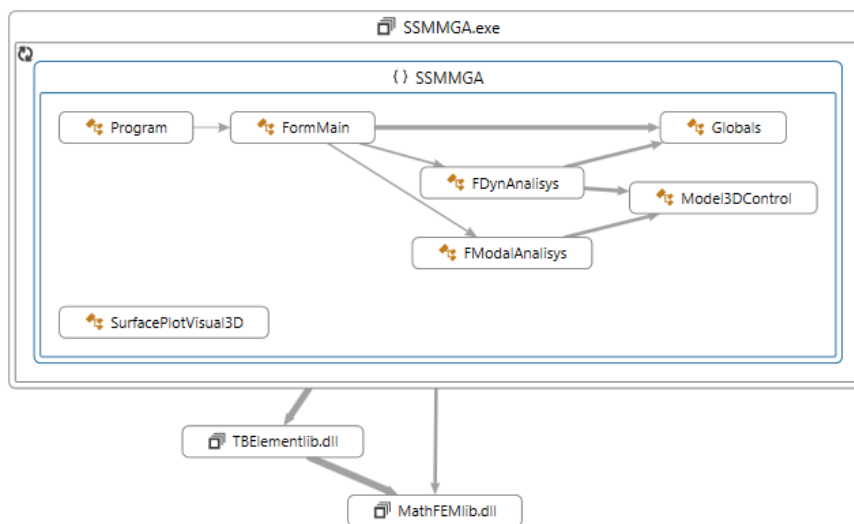 SSMMGA.exe
{ } SSMMGA
Program
FormMain
Globals
FDynAnalisys
Model3DControl
FModalAnalisys
SurfacePlotVisual3D
TBElementlib.dll
MathFEMlib.dll